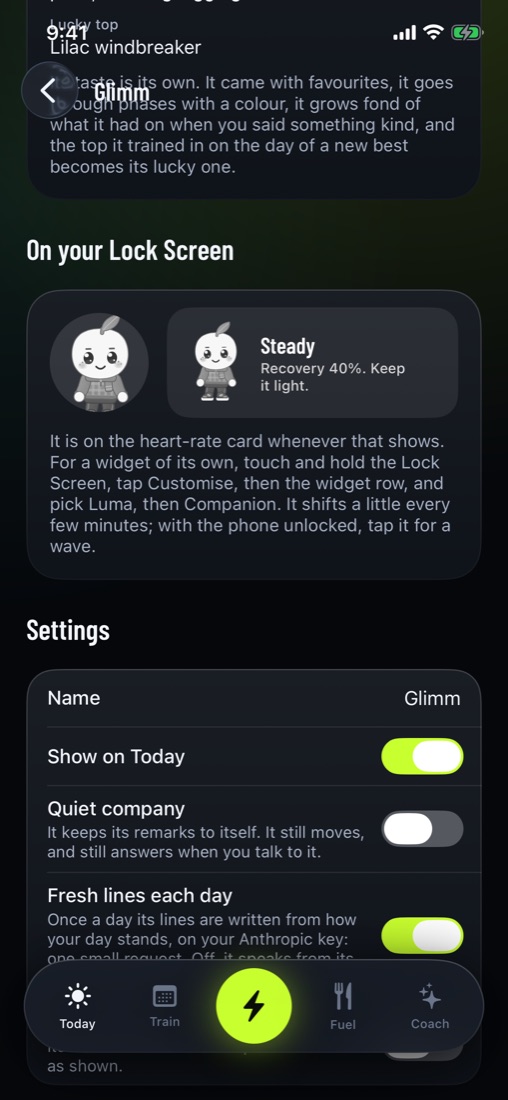 9:41
Lucky top
Lilac windbreaker
Glimm
taste is its own. It came with favourites, it goes
through phases with a colour, it grows fond of
what it had on when you said something kind, and
the top it trained in on the day of a new best
becomes its lucky one.
On your Lock Screen
Steady
Recovery 40%. Keep
it light.
It is on the heart-rate card whenever that shows.
For a widget of its own, touch and hold the Lock
Screen, tap Customise, then the widget row, and
pick Luma, then Companion. It shifts a little every
few minutes; with the phone unlocked, tap it for a
wave.
Settings
Name
Glimm
Show on Today
Quiet company
It keeps its remarks to itself. It still moves,
and still answers when you talk to it.
Fresh lines each day
Once a day its lines are written from how
your day stands, on your Anthropic key:
one small request. Off, it speaks from its
as shown.
Today
Train
Fuel
Coach